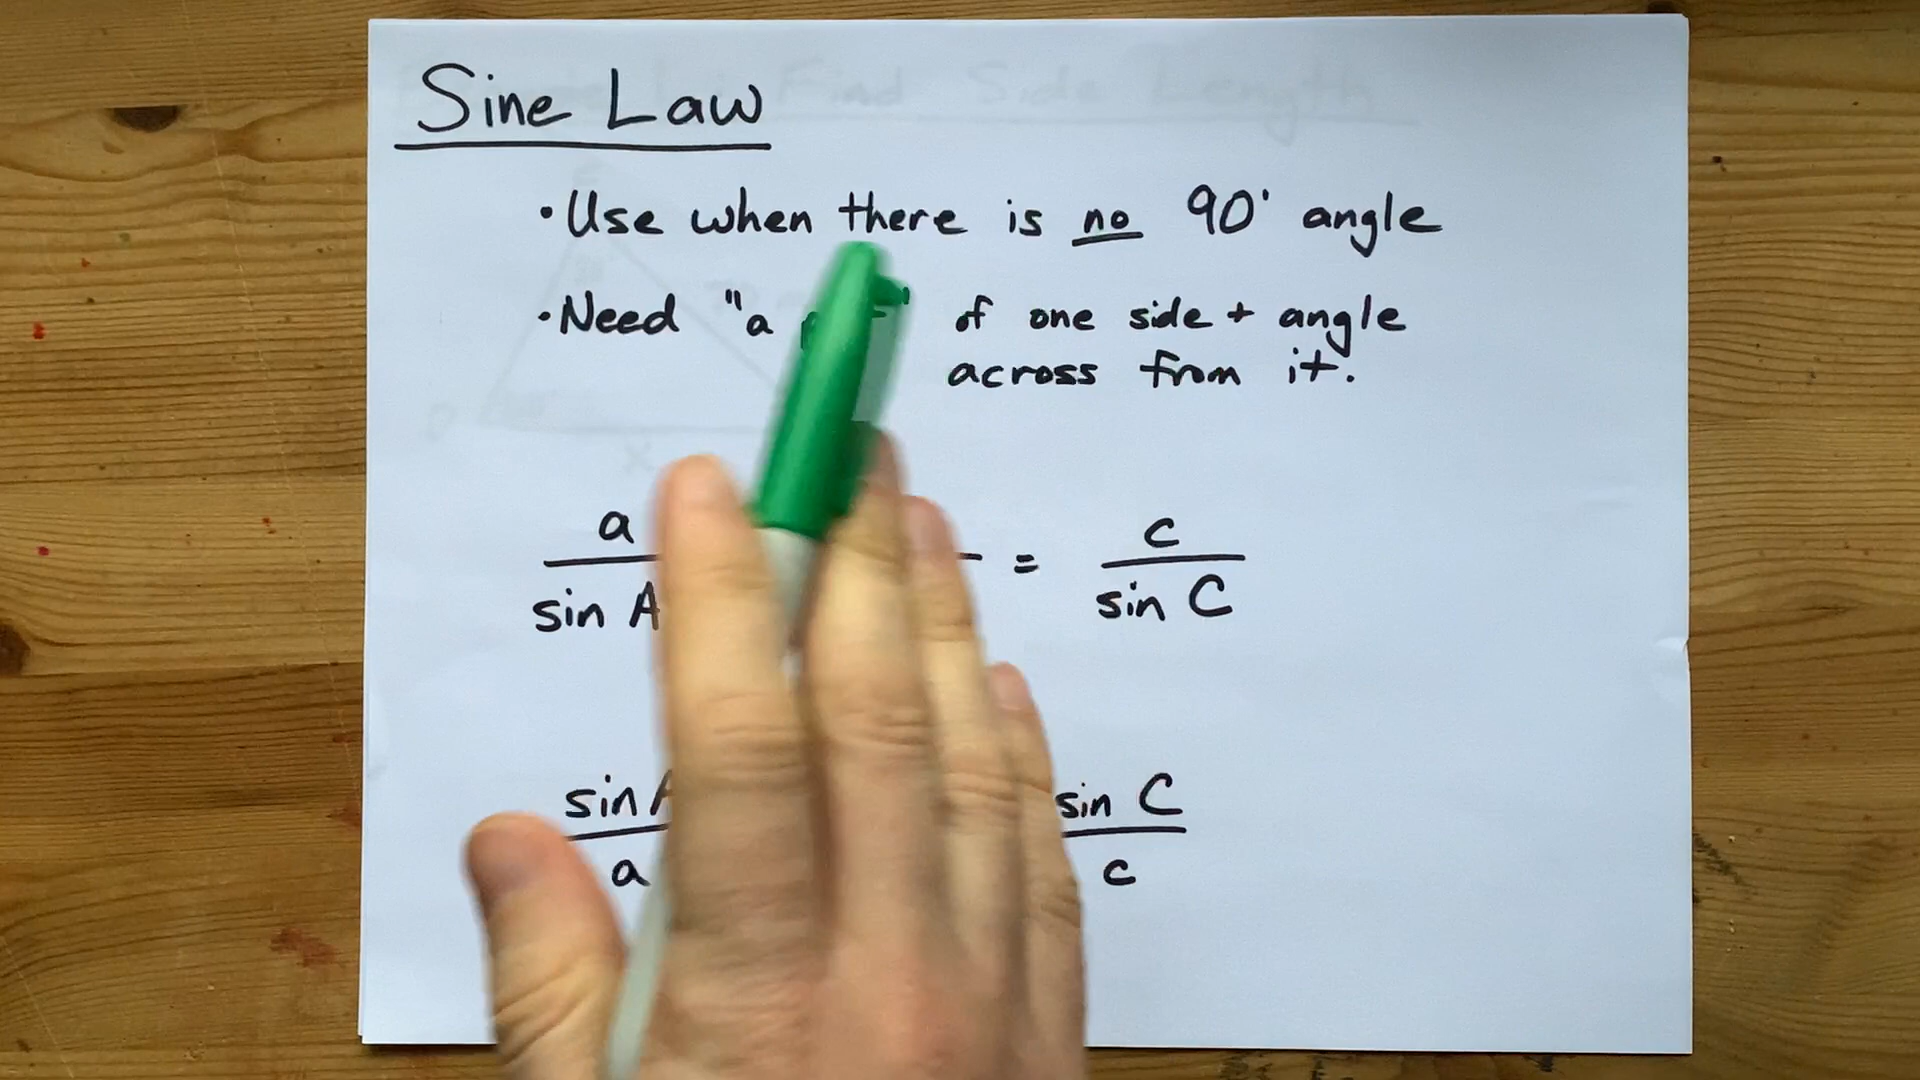 Sine Law
• Use when there is no 90° angle
• Need "a of one side + angle
across from it.
a = c
sin A sin C
sin A sin C
a c